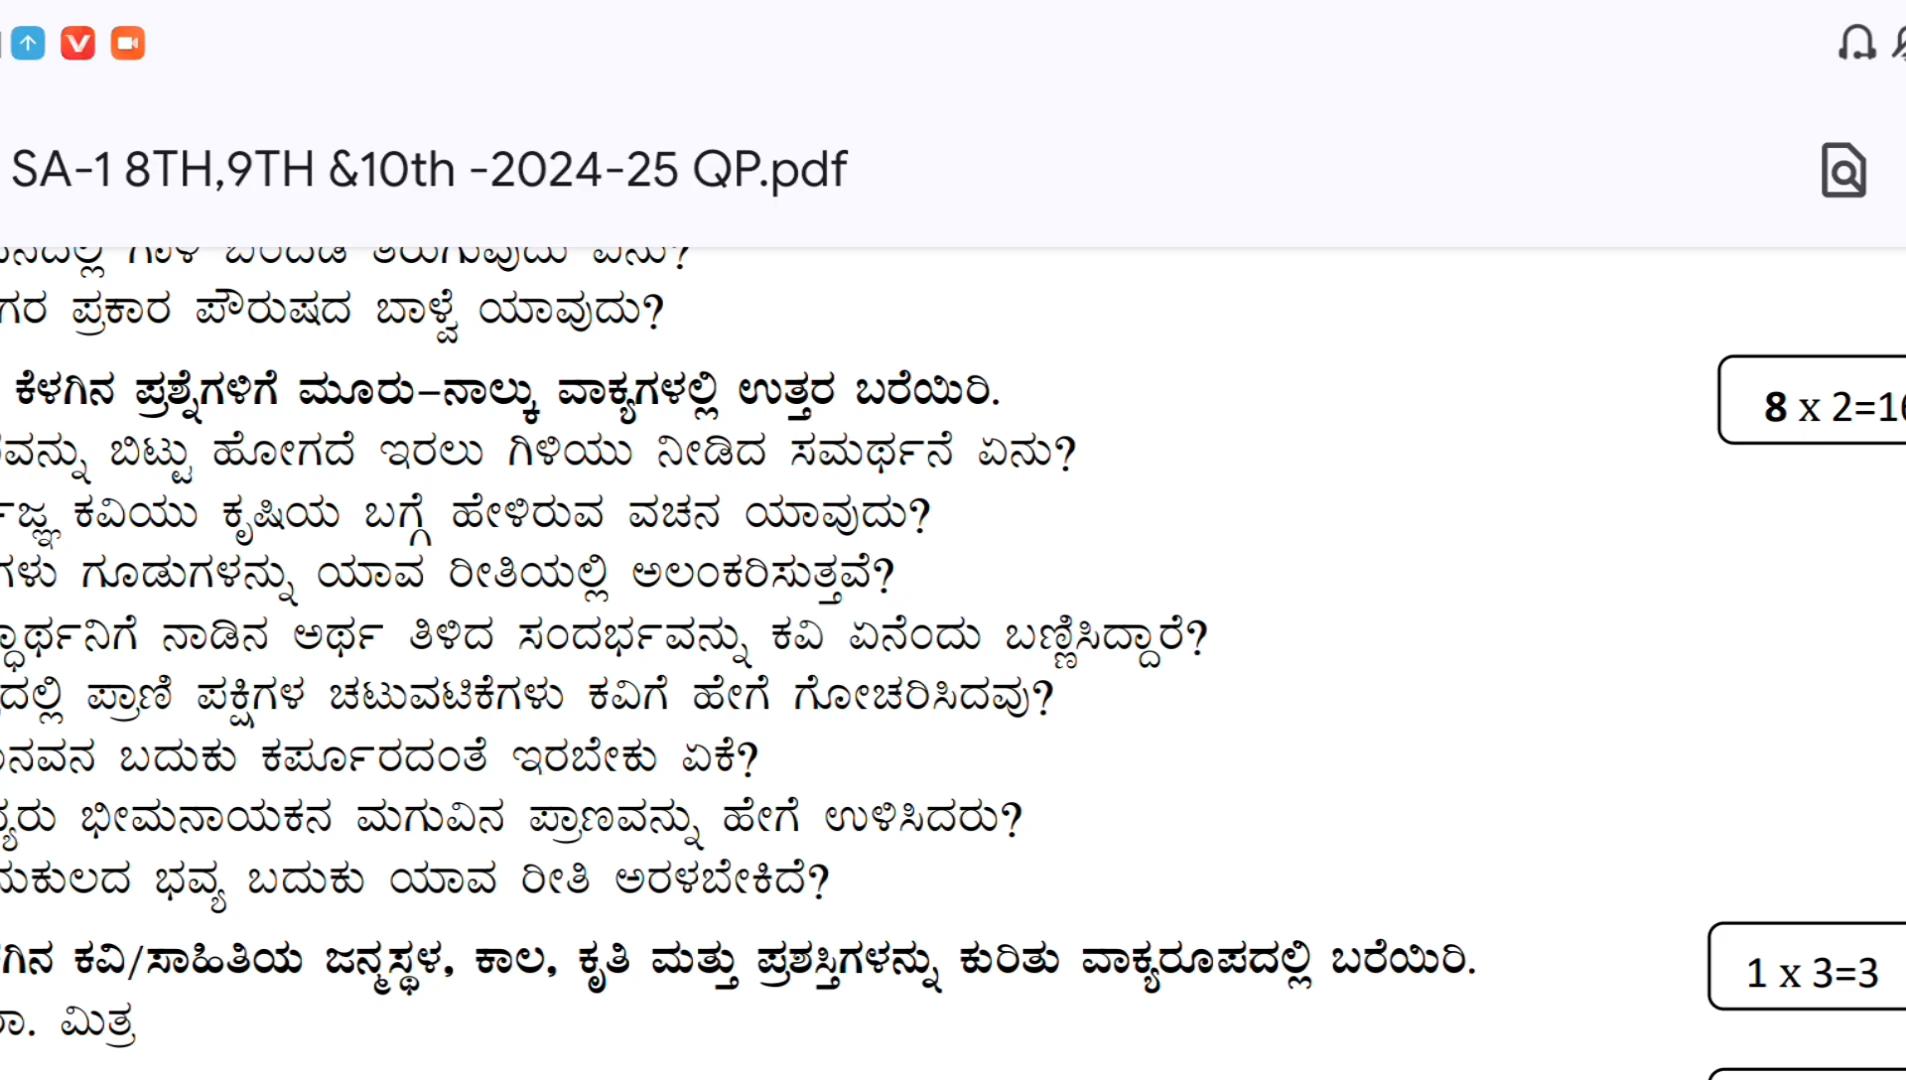 SA-1 8TH,9TH &10th -2024-25 QP.pdf
ಪ್ರಕಾರ ಪೌರುಷದ ಬಾಳ್ವೆ ಯಾವುದು?
ಕೆಳಗಿನ ಪ್ರಶ್ನೆಗಳಿಗೆ ಮೂರು–ನಾಲ್ಕು ವಾಕ್ಯಗಳಲ್ಲಿ ಉತ್ತರ ಬರೆಯಿರಿ.
8 x 2=16
ಬಿಟ್ಟು ಹೋಗದೆ ಇರಲು ಗಿಳಿಯು ನೀಡಿದ ಸಮರ್ಥನೆ ಏನು?
ಕವಿಯು ಕೃಷಿಯ ಬಗ್ಗೆ ಹೇಳಿರುವ ವಚನ ಯಾವುದು?
ಗಳು ಗೂಡುಗಳನ್ನು ಯಾವ ರೀತಿಯಲ್ಲಿ ಅಲಂಕರಿಸುತ್ತವೆ?
ನಾಡಿನ ಅರ್ಥ ತಿಳಿದ ಸಂದರ್ಭವನ್ನು ಕವಿ ಏನೆಂದು ಬಣ್ಣಿಸಿದ್ದಾರೆ?
ದಲ್ಲಿ ಪ್ರಾಣಿ ಪಕ್ಷಿಗಳ ಚಟುವಟಿಕೆಗಳು ಕವಿಗೆ ಹೇಗೆ ಗೋಚರಿಸಿದವು?
ನವನ ಬದುಕು ಕರ್ಪೂರದಂತೆ ಇರಬೇಕು ಏಕೆ?
ಭೀಮನಾಯಕನ ಮಗುವಿನ ಪ್ರಾಣವನ್ನು ಹೇಗೆ ಉಳಿಸಿದರು?
ಕುಲದ ಭವ್ಯ ಬದುಕು ಯಾವ ರೀತಿ ಅರಳಬೇಕಿದೆ?
ಗಿನ ಕವಿ/ಸಾಹಿತಿಯ ಜನ್ಮಸ್ಥಳ, ಕಾಲ, ಕೃತಿ ಮತ್ತು ಪ್ರಶಸ್ತಿಗಳನ್ನು ಕುರಿತು ವಾಕ್ಯರೂಪದಲ್ಲಿ ಬರೆಯಿರಿ.
1 x 3=3
ರಾ. ಮಿತ್ರ